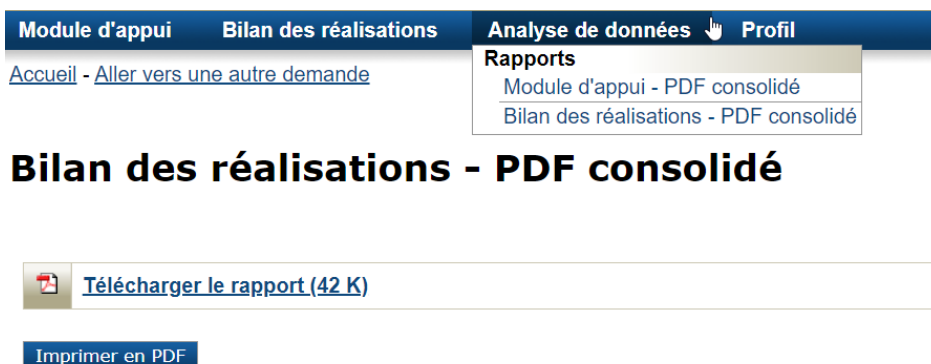 Module d'appui Bilan des réalisations Analyse de données Profil
Accueil - Aller vers une autre demande
Rapports
Module d'appui - PDF consolidé
Bilan des réalisations - PDF consolidé
Bilan des réalisations - PDF consolidé
Télécharger le rapport (42 K)
Imprimer en PDF